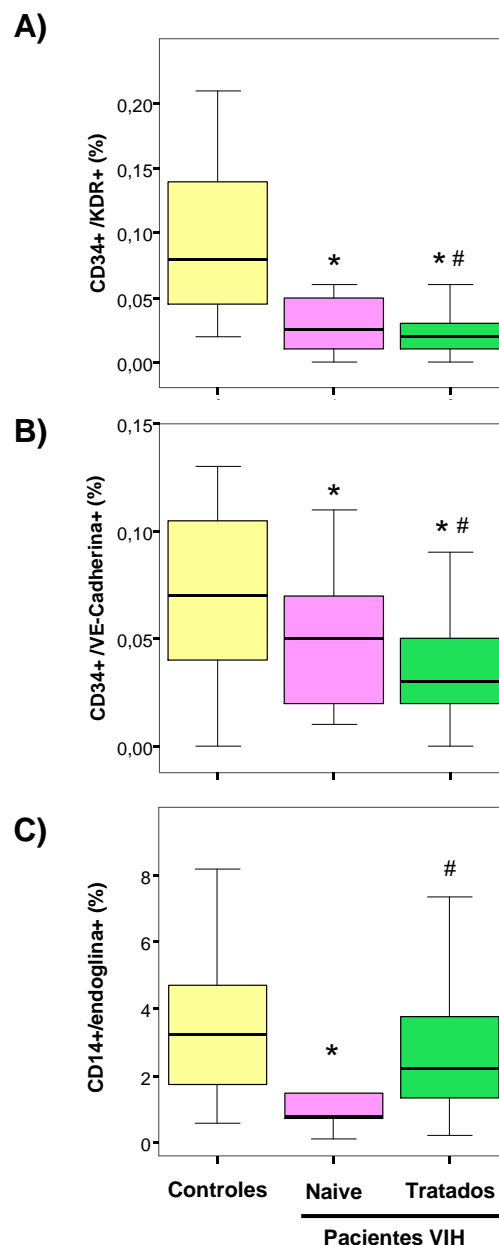 A)
CD34+ /KDR+ (%)
0,20
0,15
0,10
0,05
0,00
*
* #
B)
CD34+ /VE-Cadherina+ (%)
0,15
0,10
0,05
0,00
*
* #
C)
CD14+/endoglina+ (%)
8
6
4
2
0
*
#
Controles Naive Tratados
Pacientes VIH